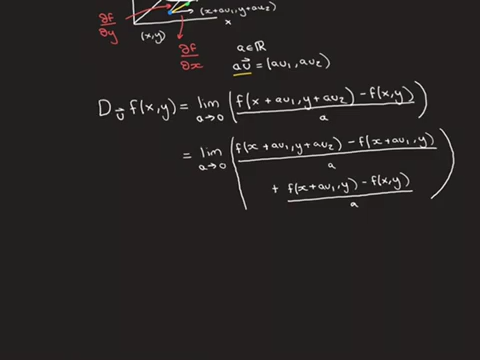 ∂f/∂y
(x+av₁, y+av₂)
x
(x,y)
∂f/∂x
a∈ℝ
av⃗ = (av₁, av₂)
D_v⃗ f(x,y) = lim_{a→0} ( (f(x+av₁, y+av₂) - f(x,y))/a )
= lim_{a→0} ( (f(x+av₁, y+av₂) - f(x+av₁, y))/a
+ (f(x+av₁, y) - f(x,y))/a )